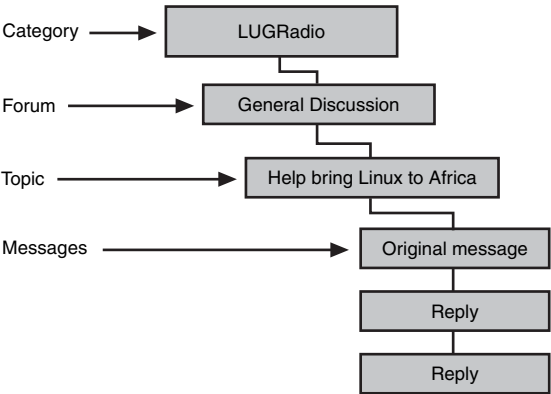 Category
LUGRadio
Forum
General Discussion
Topic
Help bring Linux to Africa
Messages
Original message
Reply
Reply